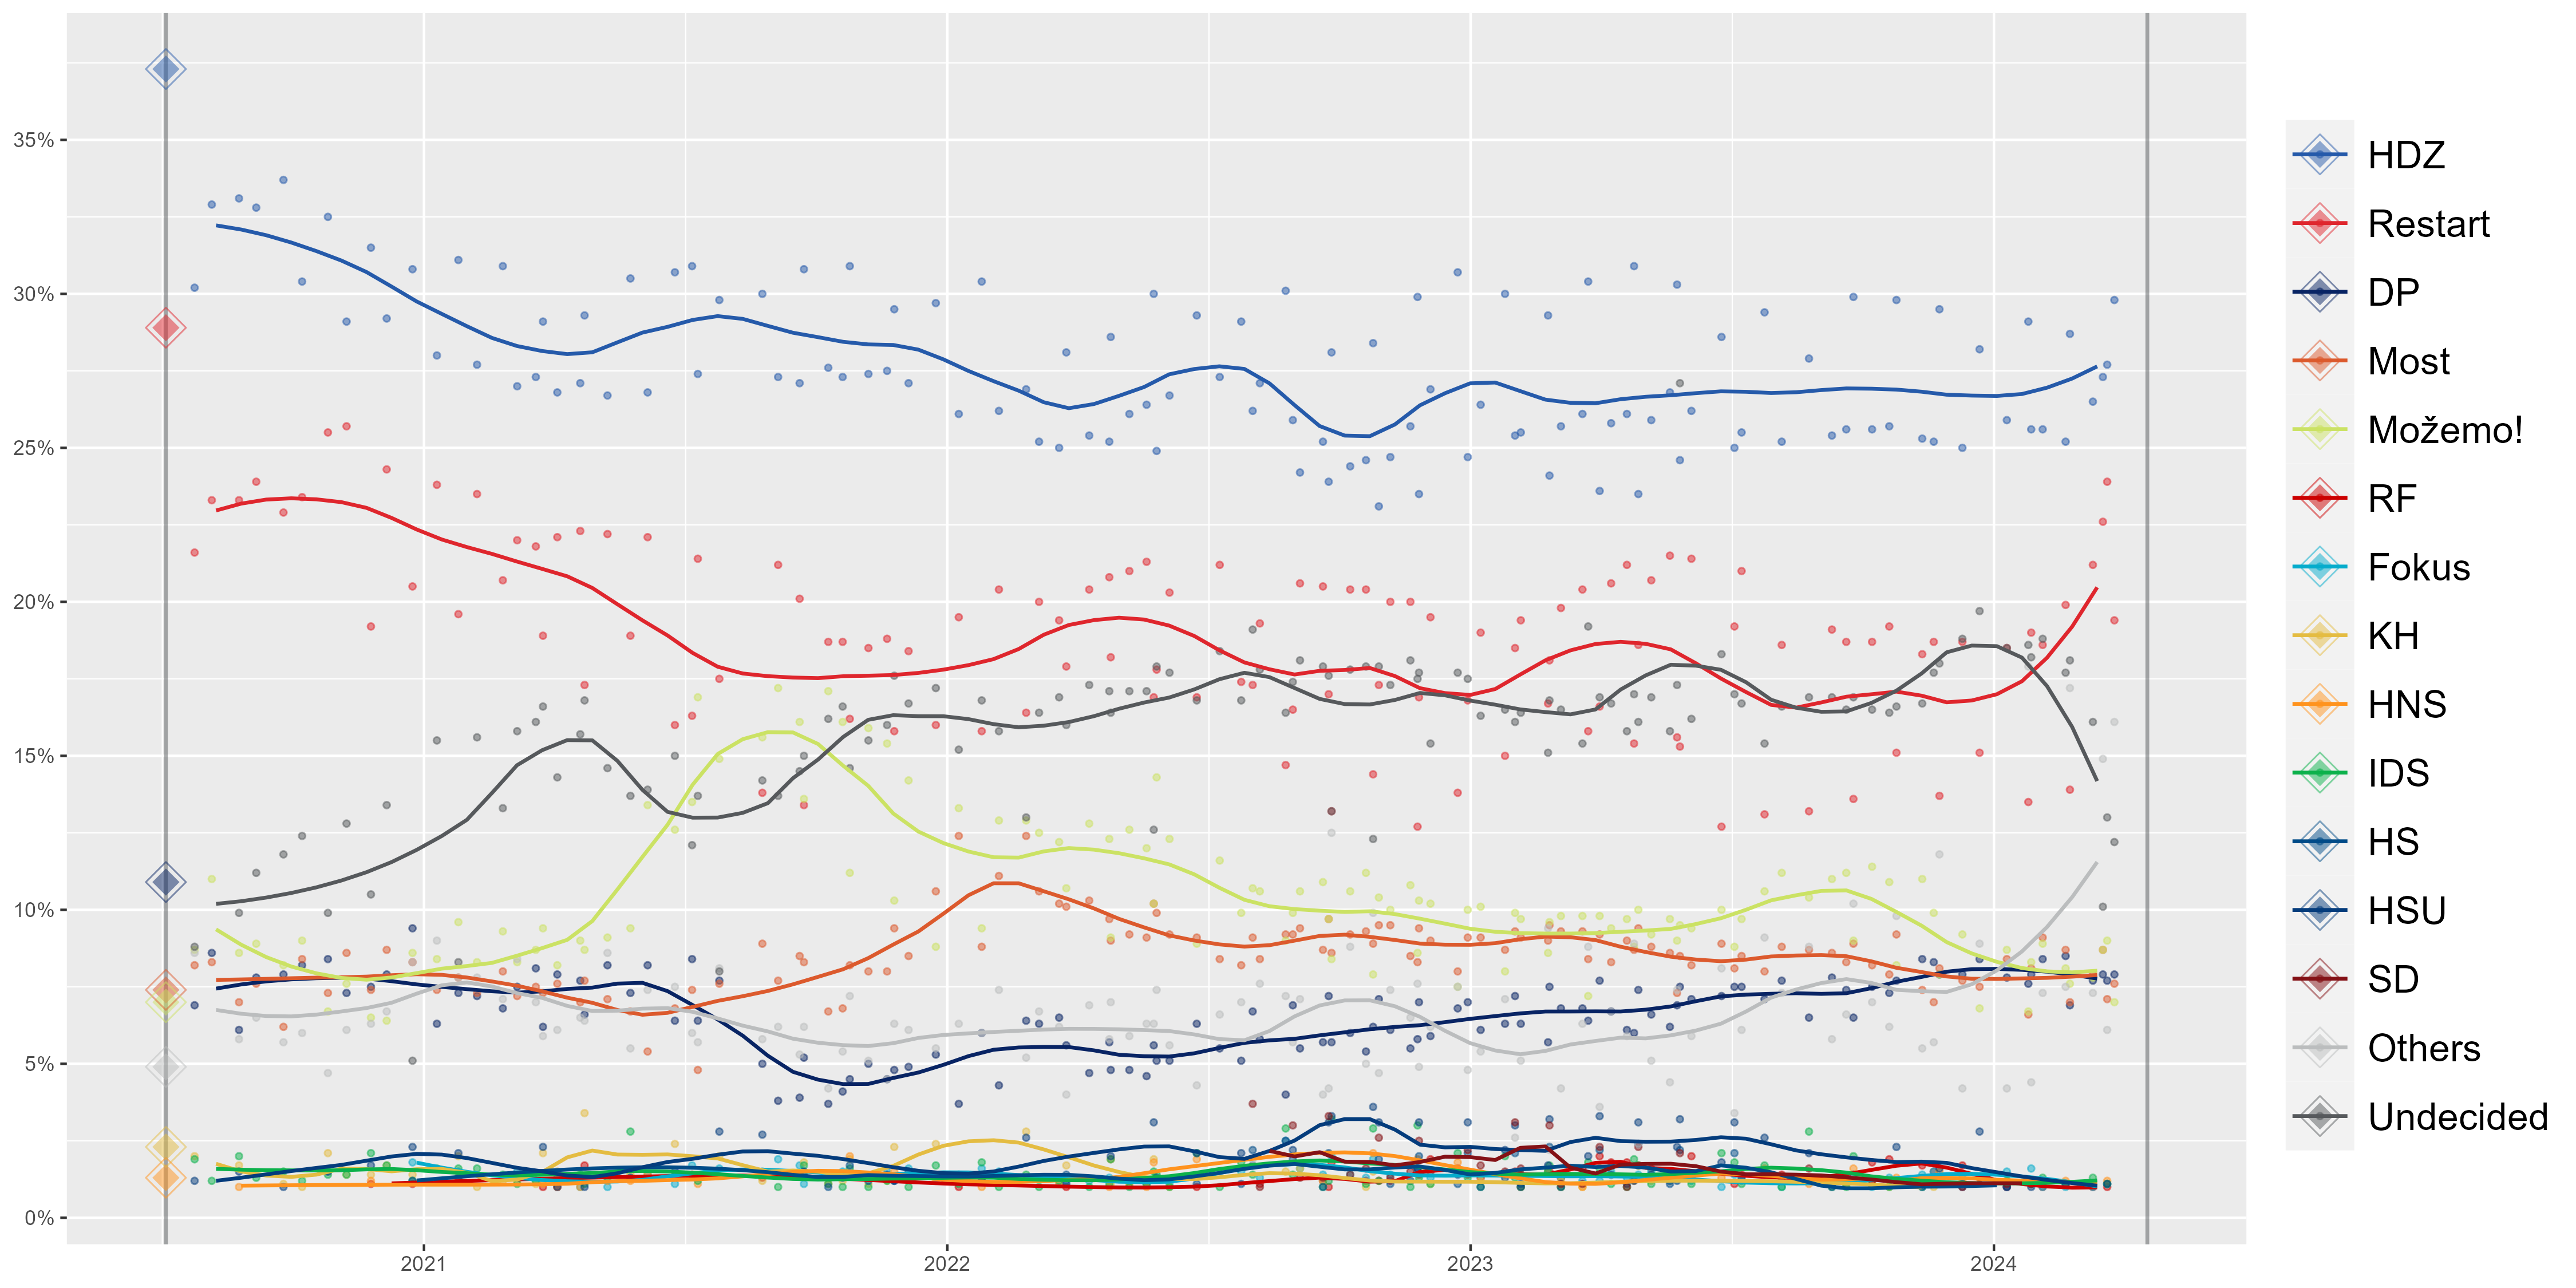 35%
30%
25%
20%
15%
10%
5%
0%
2021
2022
2023
2024
HDZ
Restart
DP
Most
Možemo!
RF
Fokus
KH
HNS
IDS
HS
HSU
SD
Others
Undecided